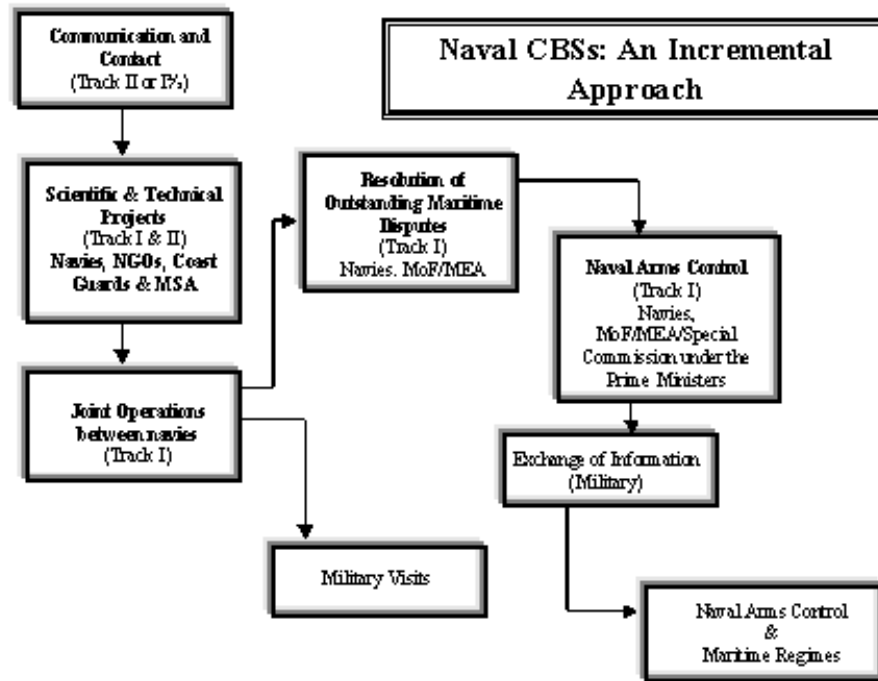 Communication and
Contact
(Track II or I½)
Naval CBSs: An Incremental
Approach
Scientific & Technical
Projects
(Track I & II)
Navies, NGOs, Coast
Guards & MSA
Resolution of
Outstanding Maritime
Disputes
(Track I)
Navies. MoF/MEA
Naval Arms Control
(Track I)
Navies,
MoF/MEA/Special
Commission under the
Prime Ministers
Joint Operations
between navies
(Track I)
Exchange of Information
(Military)
Military Visits
Naval Arms Control
&
Maritime Regimes